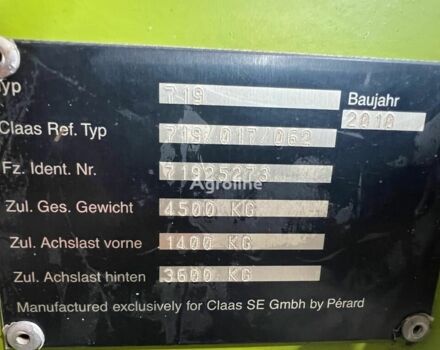 Typ 719 Baujahr
Claas Ref. Typ 719/017/062 2010
Fz. Ident. Nr. 71925273
Agroline
Zul. Ges. Gewicht 4500 KG
Zul. Achslast vorne 1400 KG
Zul. Achslast hinten 3600 KG
Manufactured exclusively for Claas SE Gmbh by Pérard